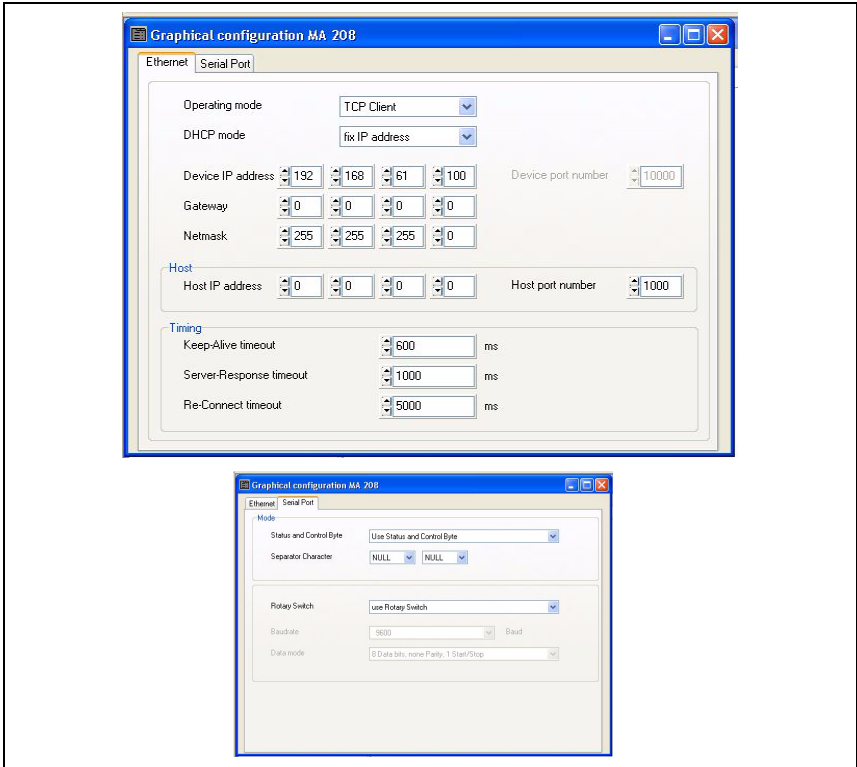 Graphical configuration MA 208
Ethernet Serial Port
Operating mode TCP Client
DHCP mode fix IP address
Device IP address 192 168 61 100 Device port number 10000
Gateway 0 0 0 0
Netmask 255 255 255 0
Host
Host IP address 0 0 0 0 Host port number 1000
Timing
Keep-Alive timeout 600 ms
Server-Response timeout 1000 ms
Re-Connect timeout 5000 ms
Graphical configuration MA 208
Ethernet Serial Port
Mode
Status and Control Byte Use Status and Control Byte
Separator Character NULL NULL
Rotary Switch use Rotary Switch
Baudrate 9600 Baud
Data mode 8 Data bits, none Parity, 1 Start/Stop